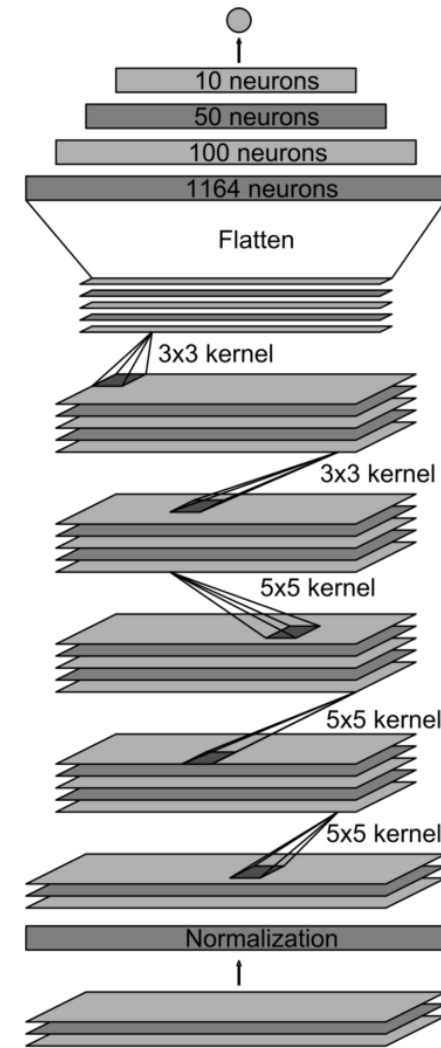 10 neurons
50 neurons
100 neurons
1164 neurons
Flatten
3x3 kernel
3x3 kernel
5x5 kernel
5x5 kernel
5x5 kernel
Normalization